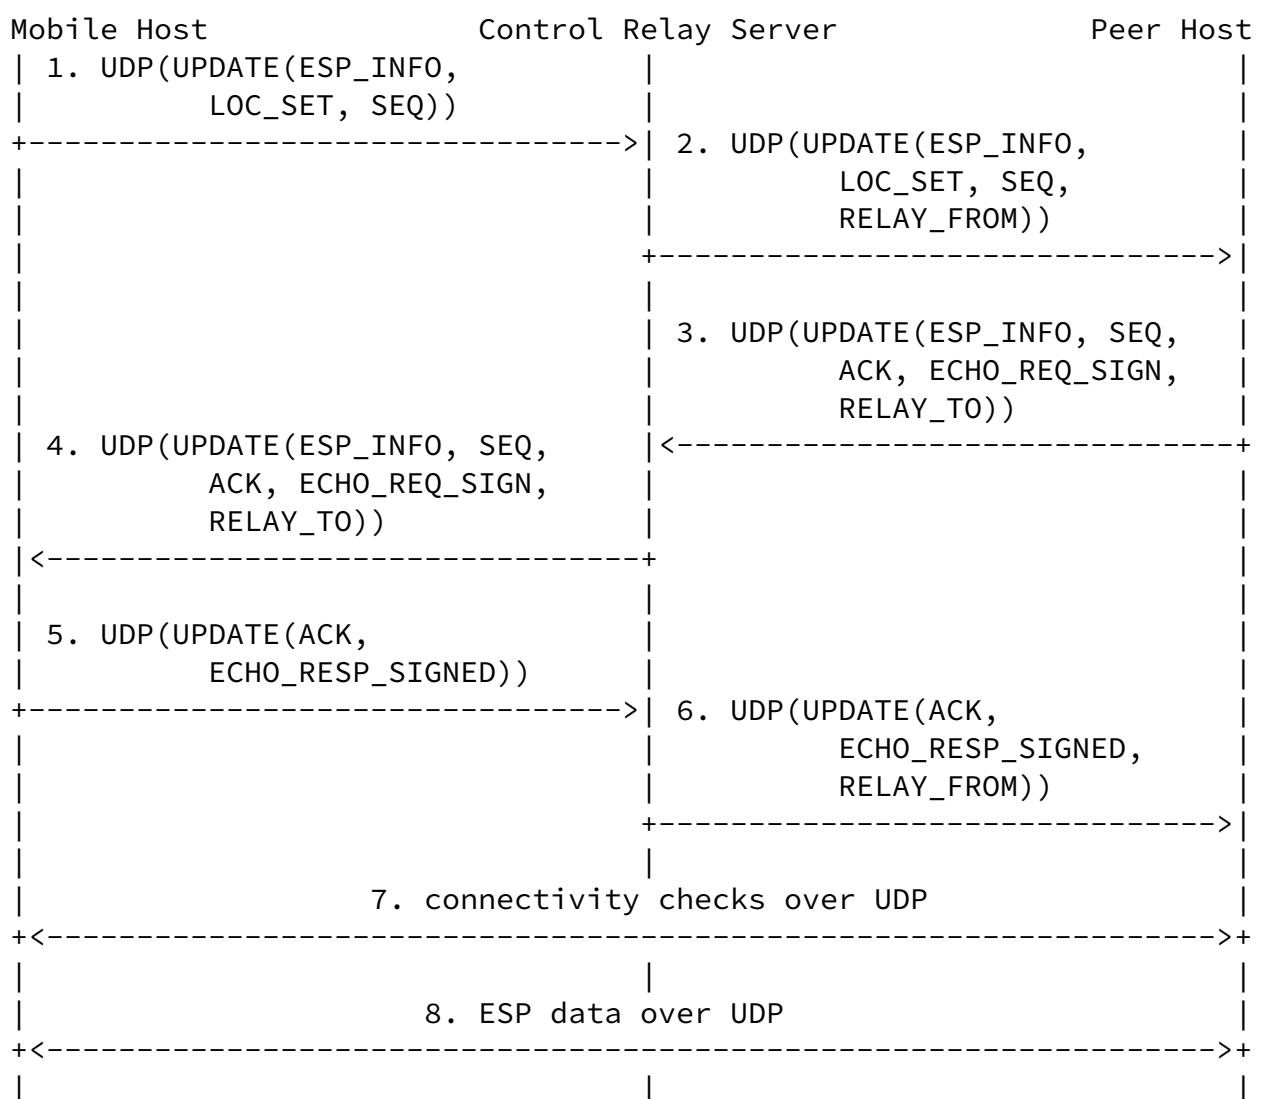 Mobile Host Control Relay Server Peer Host
1. UDP(UPDATE(ESP_INFO,
LOC_SET, SEQ))
2. UDP(UPDATE(ESP_INFO,
LOC_SET, SEQ,
RELAY_FROM))
3. UDP(UPDATE(ESP_INFO, SEQ,
ACK, ECHO_REQ_SIGN,
RELAY_TO))
4. UDP(UPDATE(ESP_INFO, SEQ,
ACK, ECHO_REQ_SIGN,
RELAY_TO))
5. UDP(UPDATE(ACK,
ECHO_RESP_SIGNED))
6. UDP(UPDATE(ACK,
ECHO_RESP_SIGNED,
RELAY_FROM))
7. connectivity checks over UDP
8. ESP data over UDP